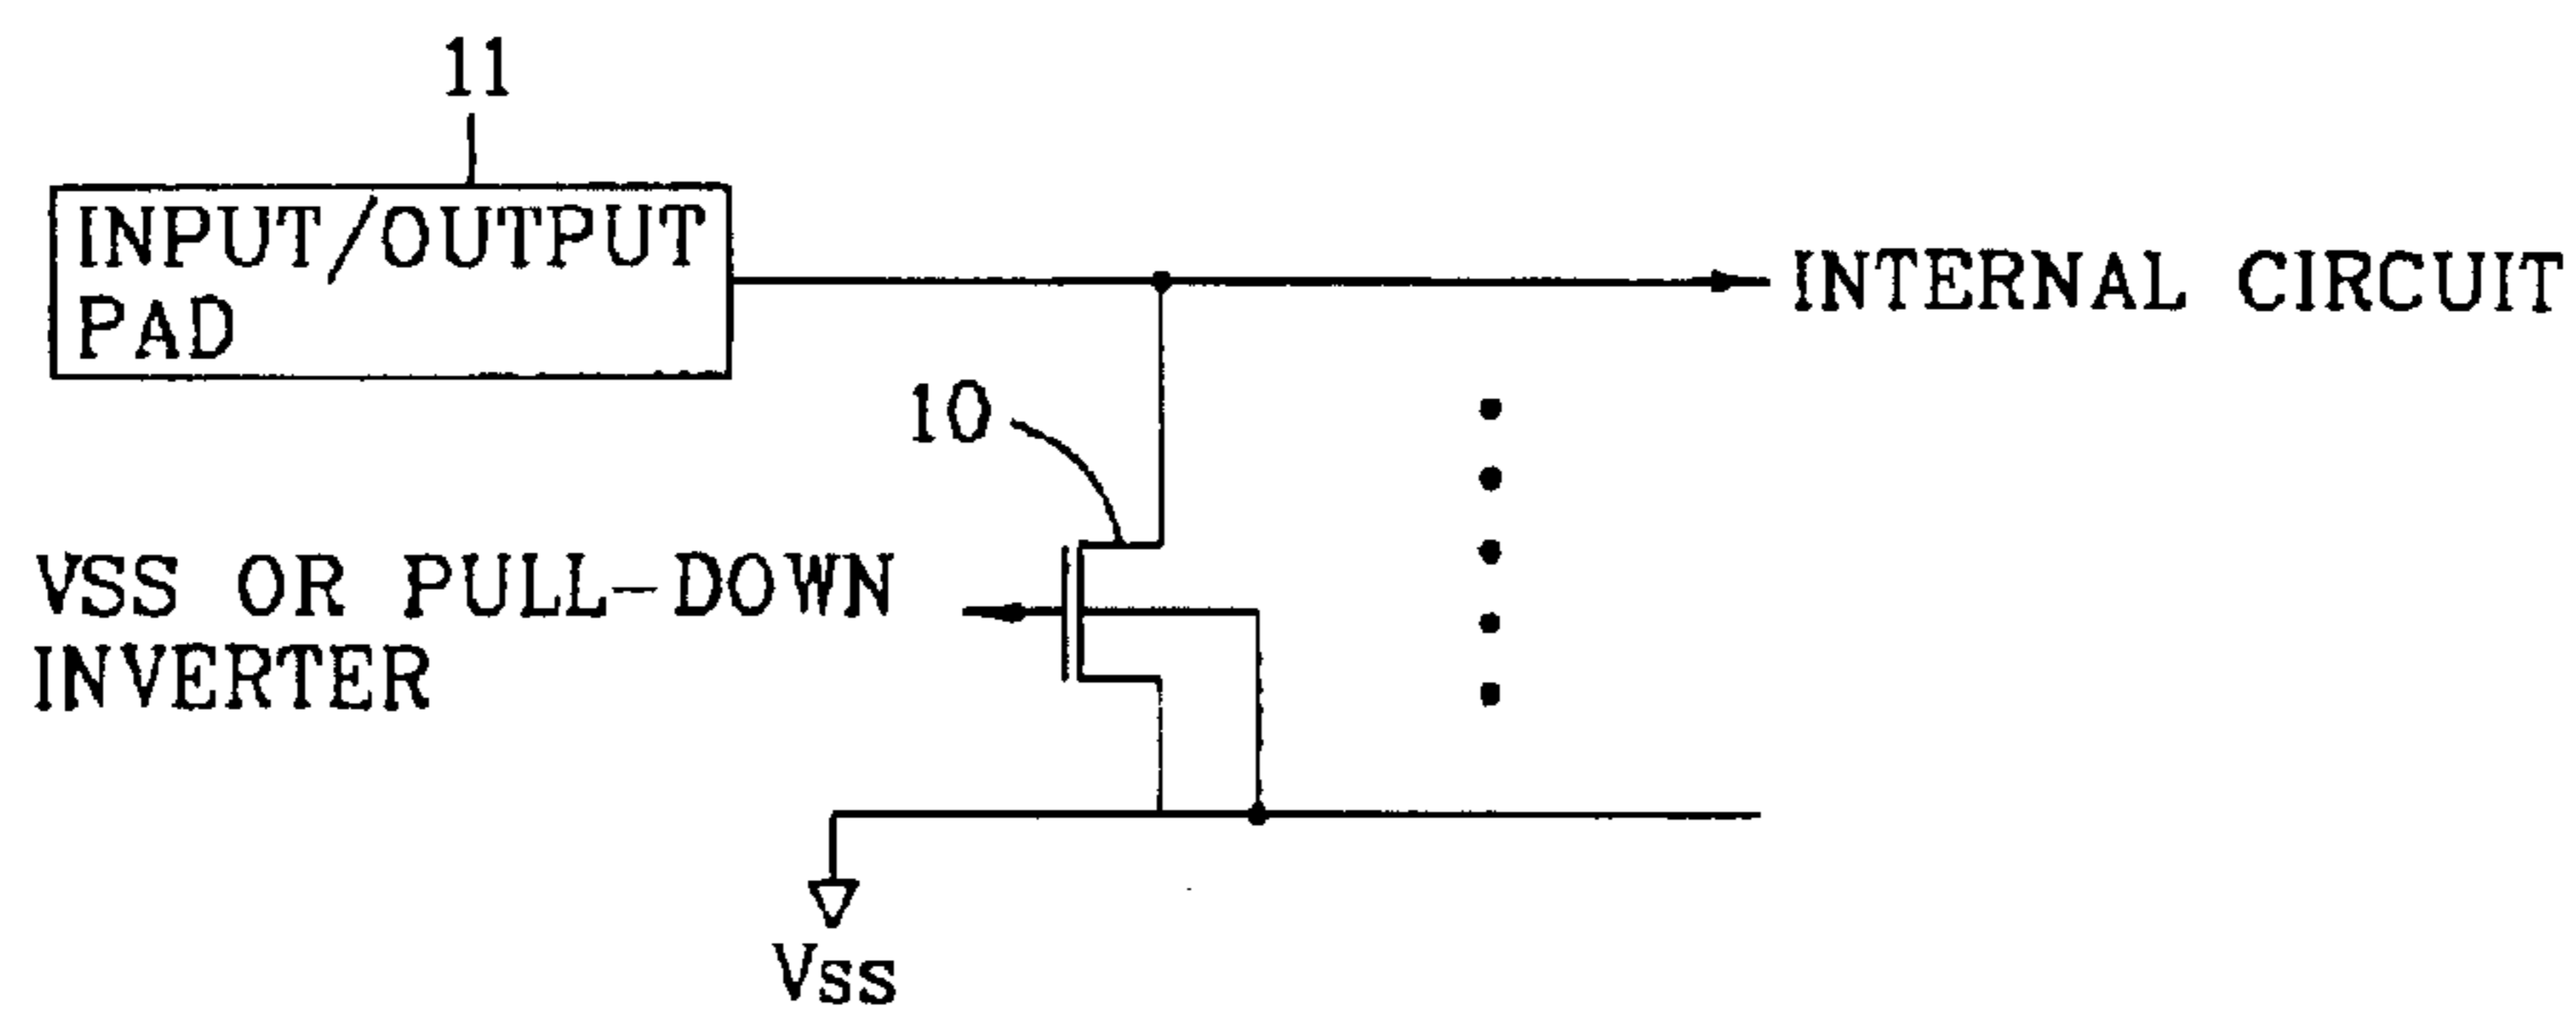 11
INPUT/OUTPUT
PAD
INTERNAL CIRCUIT
10
VSS OR PULL-DOWN
INVERTER
Vss